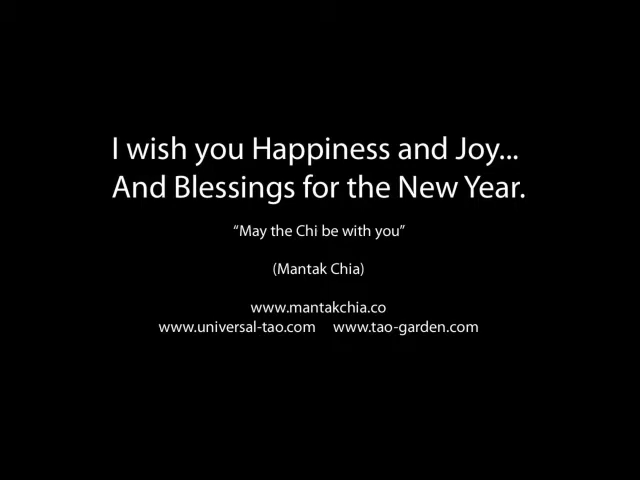 I wish you Happiness and Joy...
And Blessings for the New Year.
“May the Chi be with you”
(Mantak Chia)
www.mantakchia.co
www.universal-tao.com www.tao-garden.com